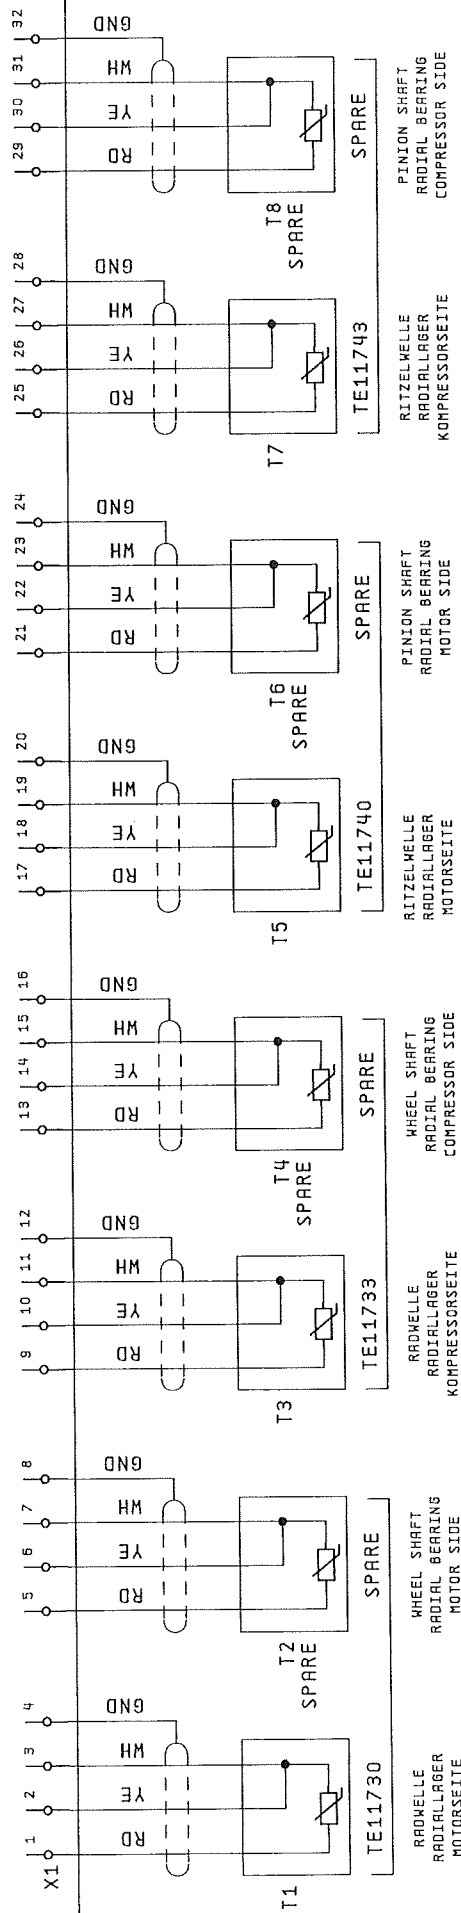 X1
1 2 3 4 5 6 7 8 9 10 11 12 13 14 15 16 17 18 19 20 21 22 23 24 25 26 27 28 29 30 31 32
RD YE WH GND RD YE WH GND RD YE WH GND RD YE WH GND RD YE WH GND RD YE WH GND RD YE WH GND RD YE WH GND
T1 T2 T3 T4 T5 T6 T7 T8
SPARE SPARE SPARE SPARE
TE11730 SPARE TE11733 SPARE TE11740 SPARE TE11743 SPARE
RADWELLE
RADIALLAGER
MOTORSEITE
WHEEL SHAFT
RADIAL BEARING
MOTOR SIDE
RADWELLE
RADIALLAGER
KOMPRESSORSEITE
WHEEL SHAFT
RADIAL BEARING
COMPRESSOR SIDE
RITZELWELLE
RADIALLAGER
MOTORSEITE
PINION SHAFT
RADIAL BEARING
MOTOR SIDE
RITZELWELLE
RADIALLAGER
KOMPRESSORSEITE
PINION SHAFT
RADIAL BEARING
COMPRESSOR SIDE